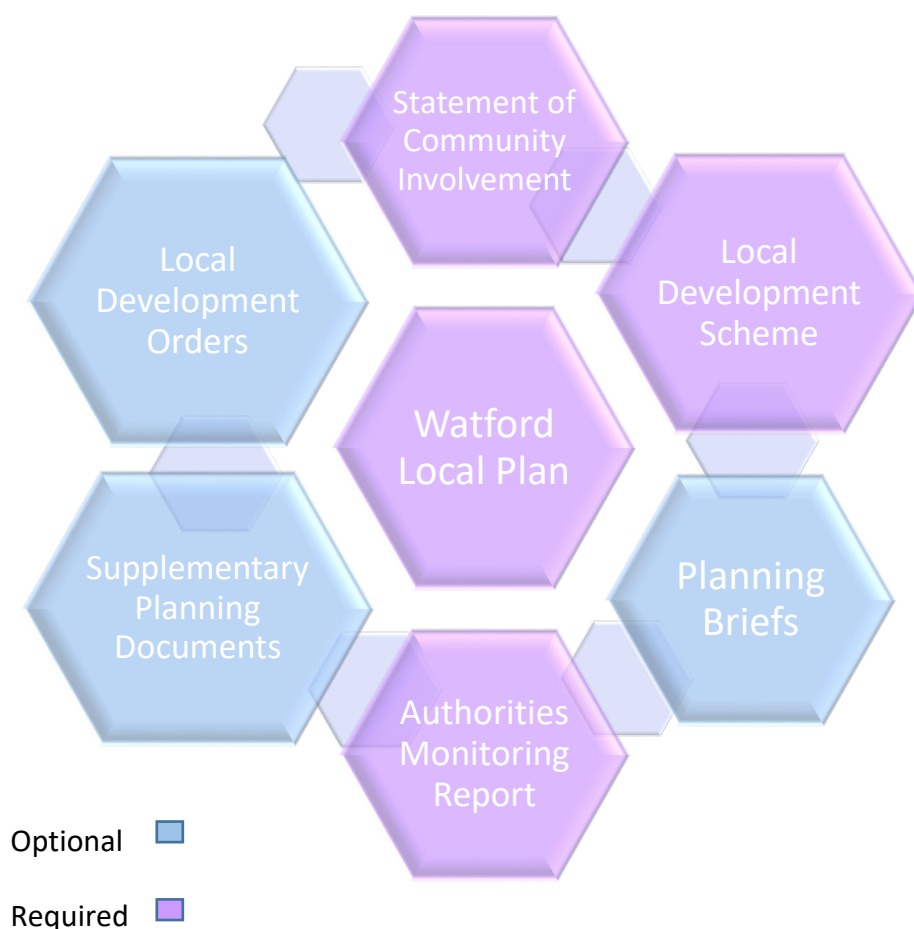 Statement of
Community
Involvement
Local
Development
Orders
Local
Development
Scheme
Watford
Local Plan
Supplementary
Planning
Documents
Planning
Briefs
Authorities
Monitoring
Report
Optional
Required